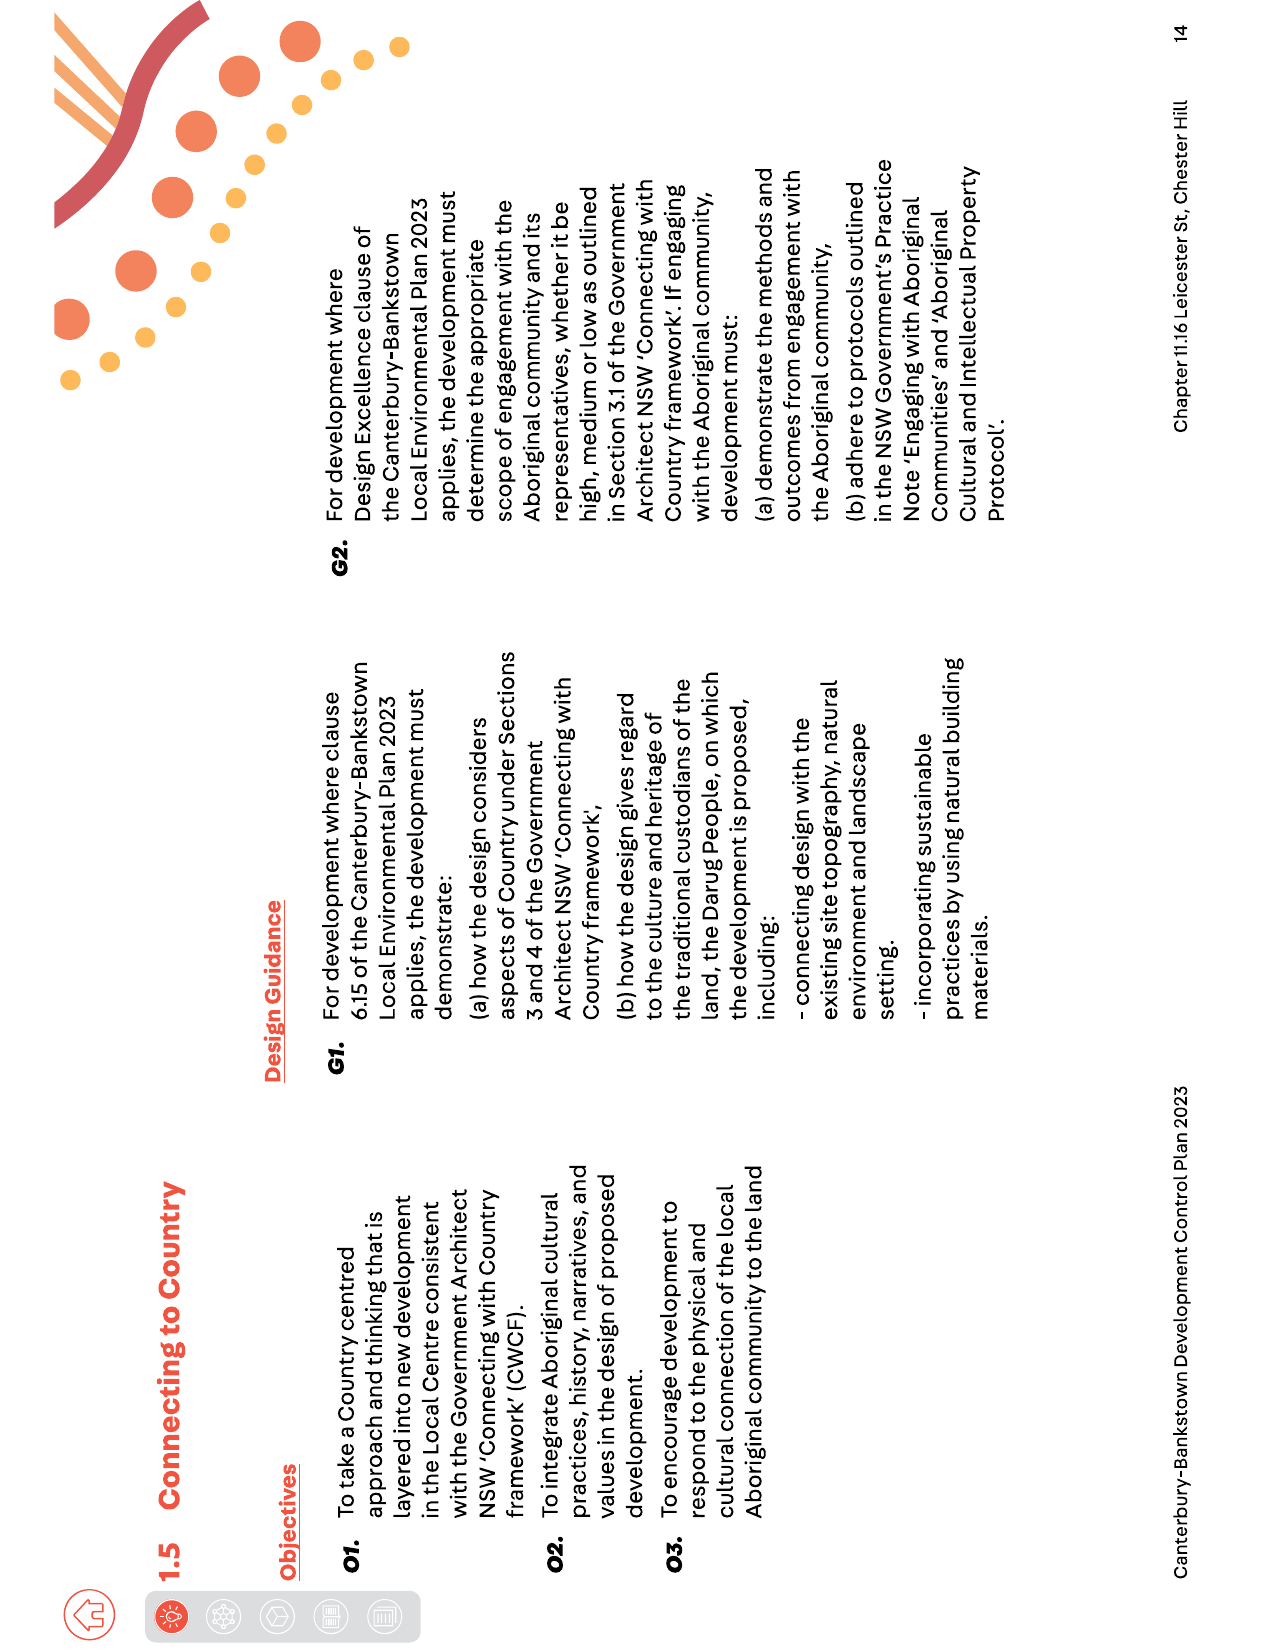 1.5 Connecting to Country
Objectives
O1. To take a Country centred
approach and thinking that is
layered into new development
in the Local Centre consistent
with the Government Architect
NSW ‘Connecting with Country
framework’ (CWCF).
O2. To integrate Aboriginal cultural
practices, history, narratives, and
values in the design of proposed
development.
O3. To encourage development to
respond to the physical and
cultural connection of the local
Aboriginal community to the land
Design Guidance
G1. For development where clause
6.15 of the Canterbury-Bankstown
Local Environmental Plan 2023
applies, the development must
demonstrate:
(a) how the design considers
aspects of Country under Sections
3 and 4 of the Government
Architect NSW ‘Connecting with
Country framework’,
(b) how the design gives regard
to the culture and heritage of
the traditional custodians of the
land, the Darug People, on which
the development is proposed,
including:
- connecting design with the
existing site topography, natural
environment and landscape
setting.
- incorporating sustainable
practices by using natural building
materials.
G2. For development where
Design Excellence clause of
the Canterbury-Bankstown
Local Environmental Plan 2023
applies, the development must
determine the appropriate
scope of engagement with the
Aboriginal community and its
representatives, whether it be
high, medium or low as outlined
in Section 3.1 of the Government
Architect NSW ‘Connecting with
Country framework’. If engaging
with the Aboriginal community,
development must:
(a) demonstrate the methods and
outcomes from engagement with
the Aboriginal community,
(b) adhere to protocols outlined
in the NSW Government’s Practice
Note ‘Engaging with Aboriginal
Communities’ and ‘Aboriginal
Cultural and Intellectual Property
Protocol’.
Canterbury-Bankstown Development Control Plan 2023
Chapter 11.16 Leicester St, Chester Hill 14